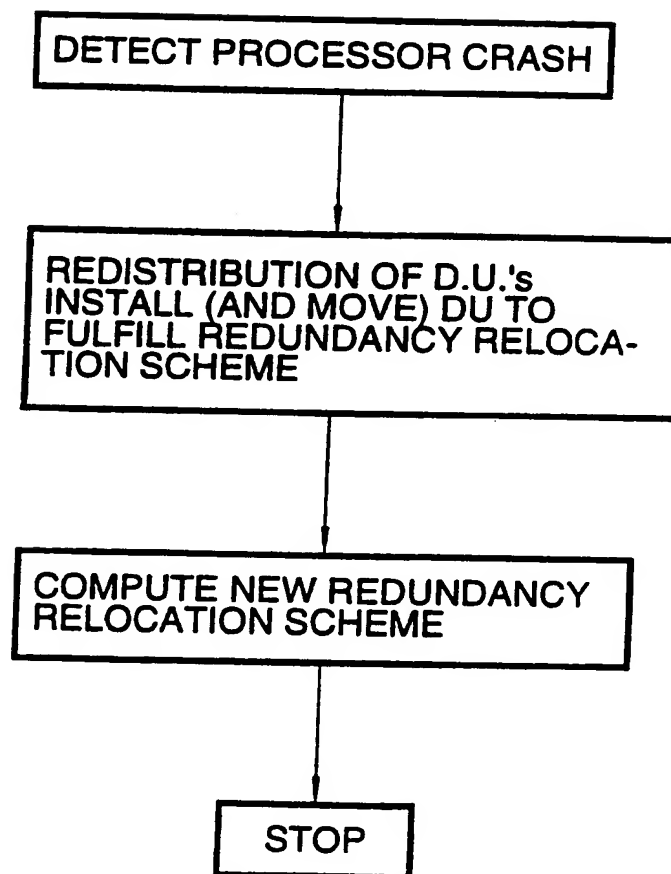 DETECT PROCESSOR CRASH
REDISTRIBUTION OF D.U.'s
INSTALL (AND MOVE) DU TO
FULFILL REDUNDANCY RELOCA-
TION SCHEME
COMPUTE NEW REDUNDANCY
RELOCATION SCHEME
STOP